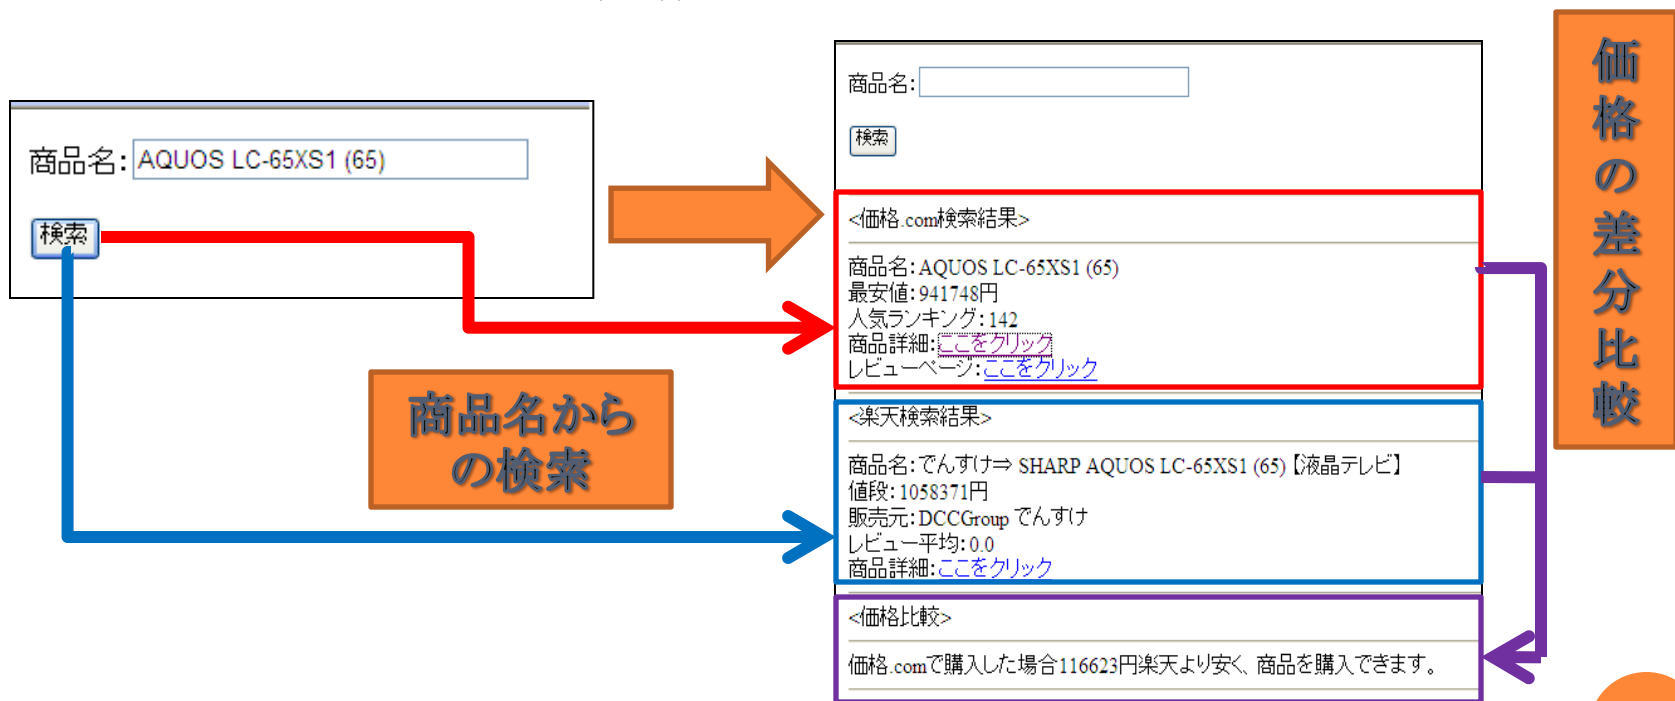 商品名: AQUOS LC-65XS1 (65)
検索
商品名から
の検索
商品名:
検索
<価格.com検索結果>
商品名: AQUOS LC-65XS1 (65)
最安値: 941748円
人気ランキング: 142
商品詳細: ここをクリック
レビューページ: ここをクリック
<楽天検索結果>
商品名: でんすけ⇒ SHARP AQUOS LC-65XS1 (65)【液晶テレビ】
値段: 1058371円
販売元: DCCGroup でんすけ
レビュー平均: 0.0
商品詳細: ここをクリック
<価格比較>
価格.comで購入した場合116623円楽天より安く、商品を購入できます。
価格の差分比較